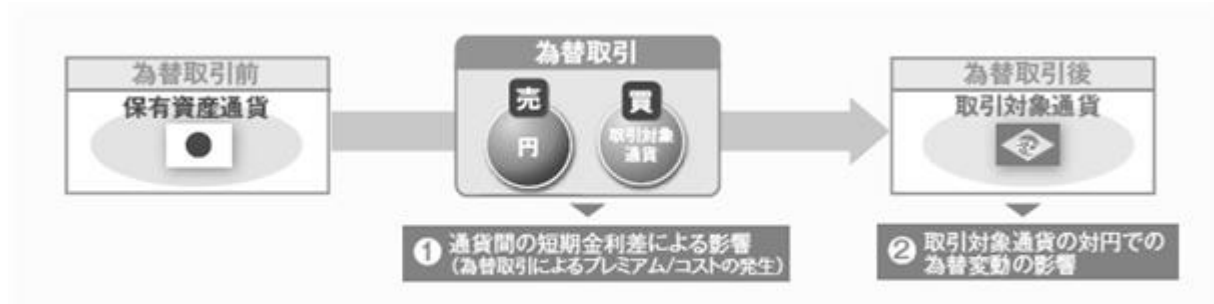 為替取引前
保有資産通貨
為替取引
売
円
買
取引対象
通貨
為替取引後
取引対象通貨
❶ 通貨間の短期金利差による影響
(為替取引によるプレミアム/コストの発生)
❷ 取引対象通貨の対円での
為替変動の影響